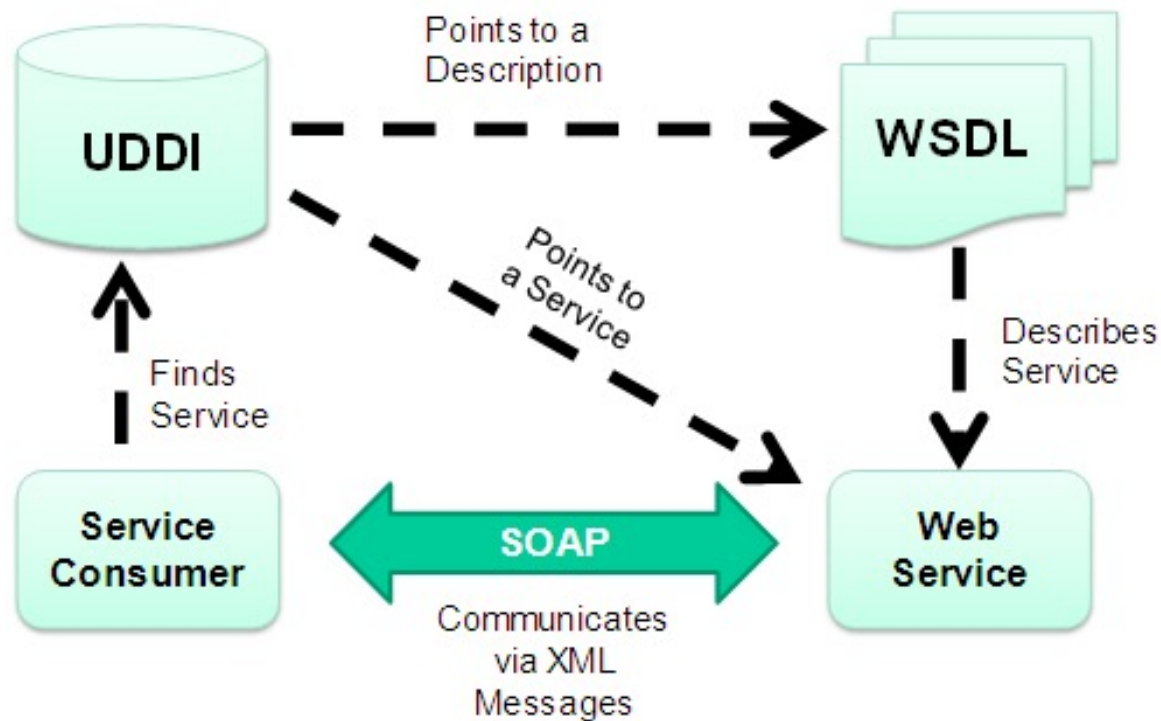 Points to a
Description
UDDI
WSDL
Points to
a Service
Finds
Service
Describes
Service
Service
Consumer
SOAP
Web
Service
Communicates
via XML
Messages